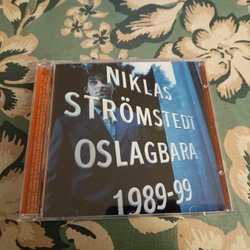 NIKLAS
STRÖMSTEDT
OSLAGBARA
1989-99